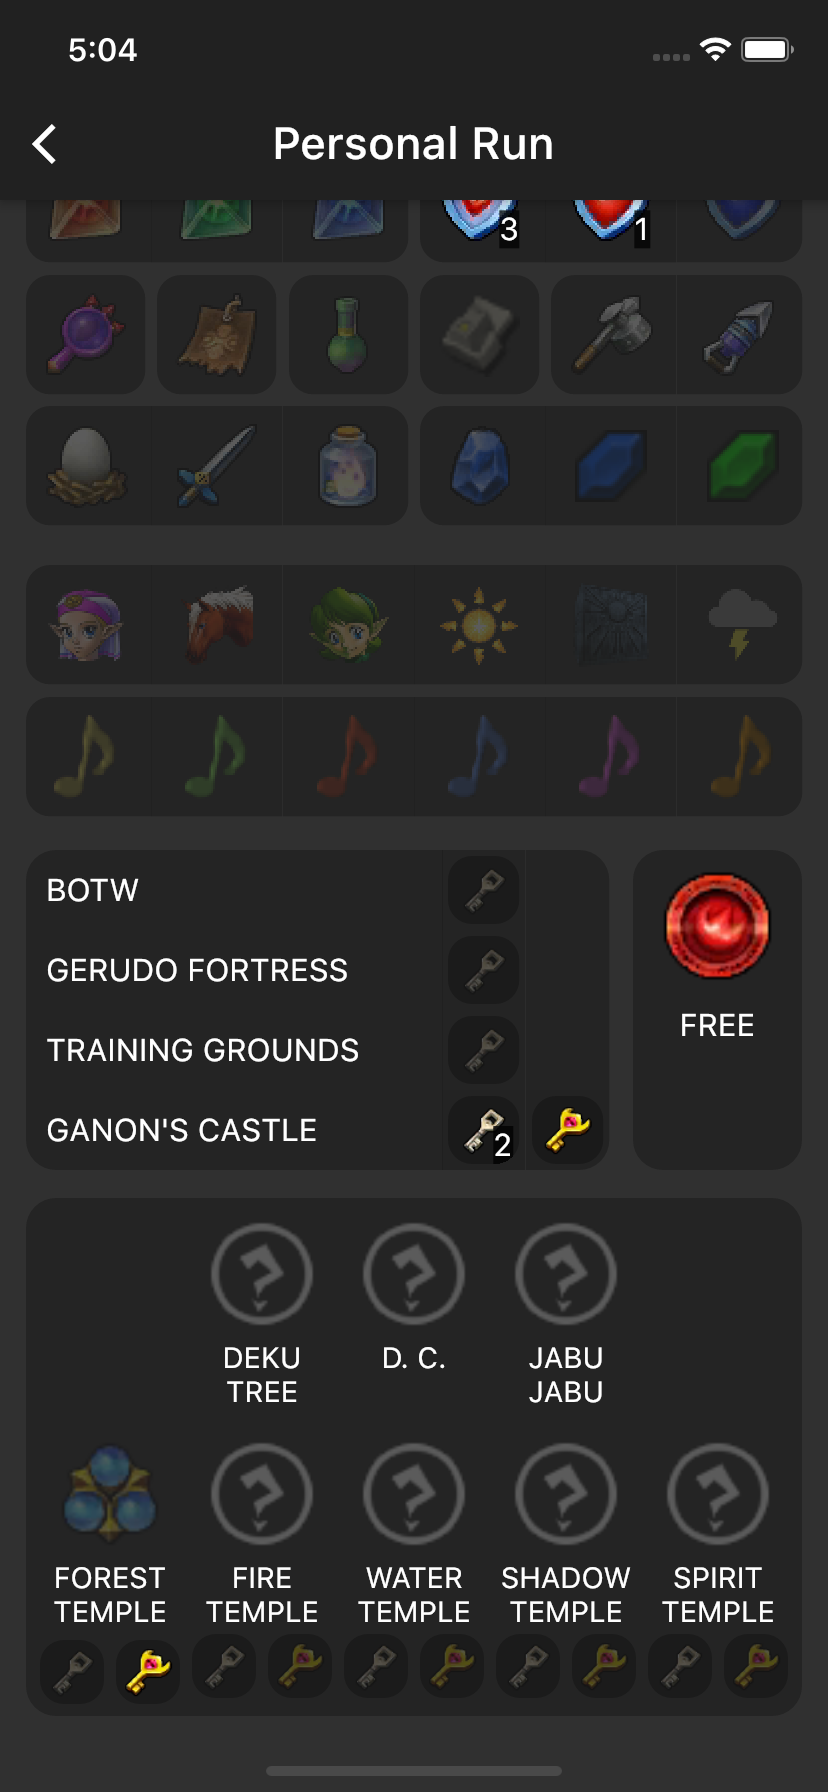 5:04
Personal Run
3
1
BOTW
GERUDO FORTRESS
TRAINING GROUNDS
GANON'S CASTLE
2
FREE
DEKU
TREE
D. C.
JABU
JABU
FOREST
TEMPLE
FIRE
TEMPLE
WATER
TEMPLE
SHADOW
TEMPLE
SPIRIT
TEMPLE